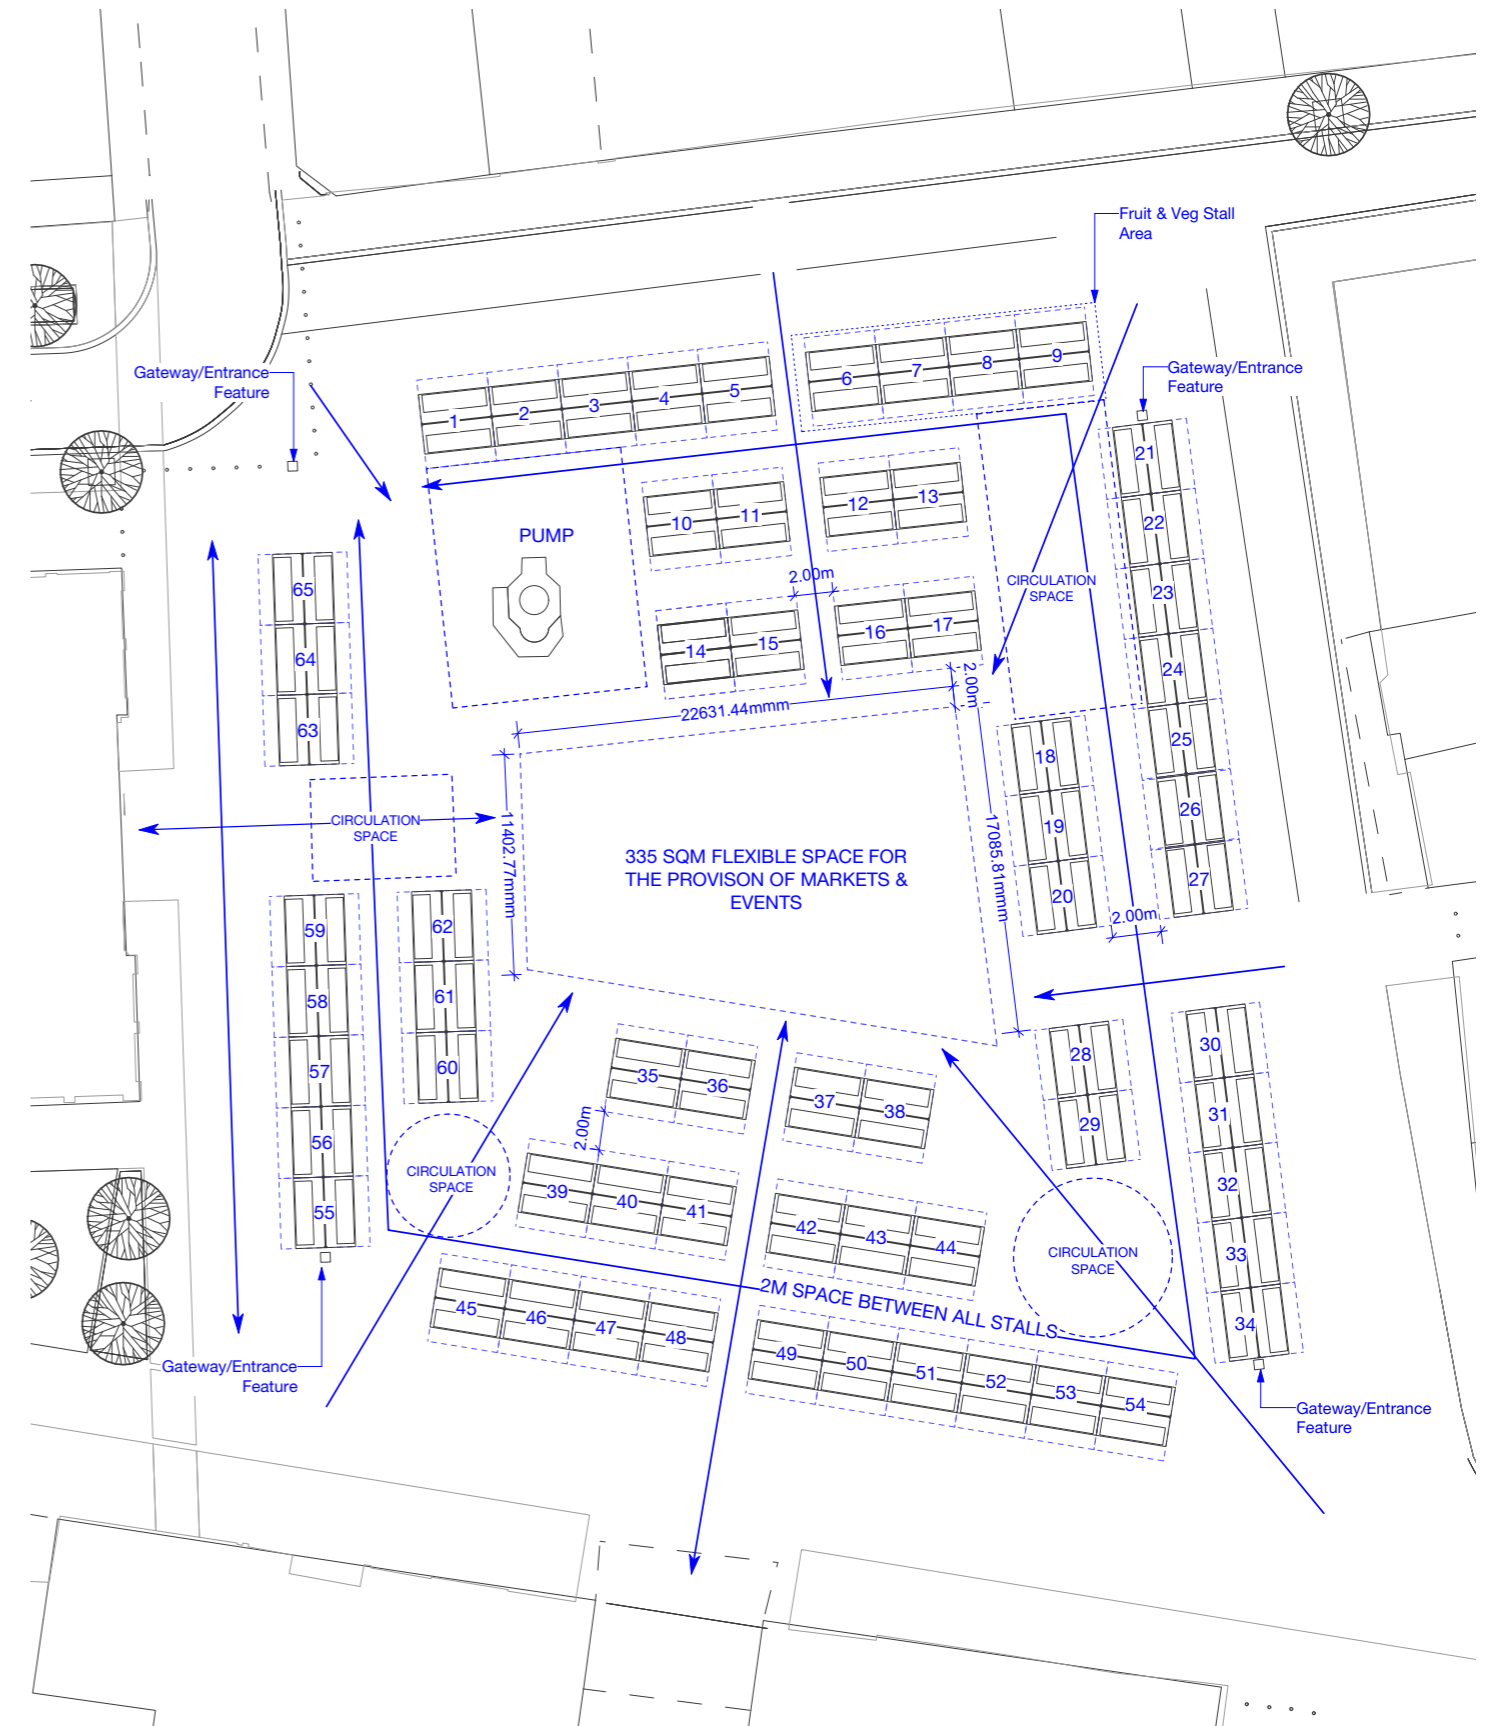 Fruit & Veg Stall
Area
Gateway/Entrance
Feature
Gateway/Entrance
Feature
1
2
3
4
5
6
7
8
9
10
11
12
13
PUMP
2.00m
14
15
16
17
CIRCULATION
SPACE
21
22
23
24
25
26
27
65
64
63
22631.44mmm
2.00m
18
19
20
17085.81mmm
2.00m
CIRCULATION
SPACE
11402.77mmm
335 SQM FLEXIBLE SPACE FOR
THE PROVISON OF MARKETS &
EVENTS
59
58
57
56
55
62
61
60
28
29
30
31
32
33
34
35
36
37
38
2.00m
39
40
41
42
43
44
CIRCULATION
SPACE
CIRCULATION
SPACE
2M SPACE BETWEEN ALL STALLS
45
46
47
48
49
50
51
52
53
54
Gateway/Entrance
Feature
Gateway/Entrance
Feature